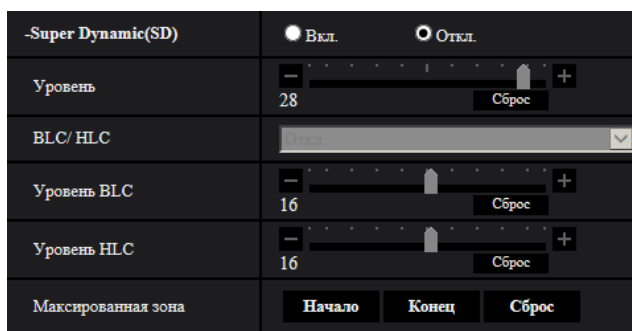 -Super Dynamic(SD) Вкл. Откл.
Уровень
28 Сброс
BLC/ HLC Откл.
Уровень BLC
16 Сброс
Уровень HLC
16 Сброс
Максированная зона Начало Конец Сброс